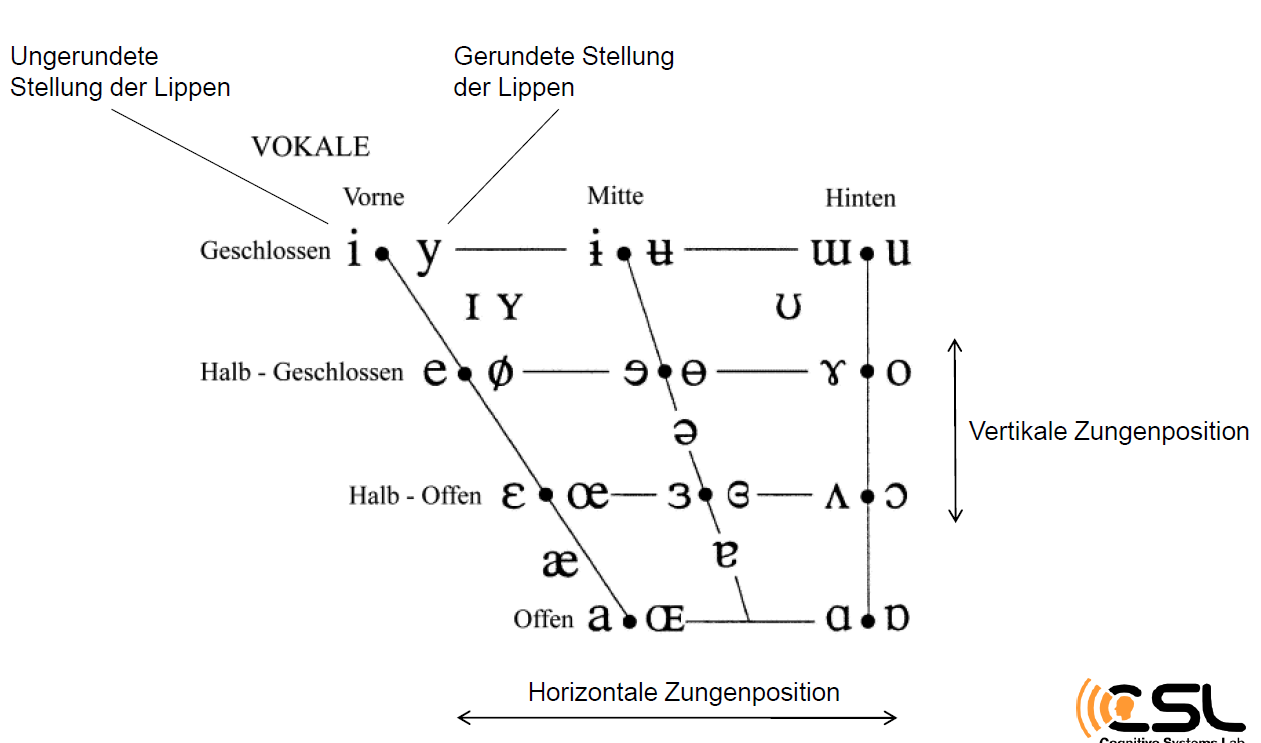 Ungerundete
Stellung der Lippen
Gerundete Stellung
der Lippen
VOKALE
Vorne Mitte Hinten
Geschlossen i y ɨ ʉ ɯ u
ɪ ʏ ʊ
Halb - Geschlossen e ø ɘ ɵ ɤ o
ə
Halb - Offen ɛ œ ɜ ɞ ʌ ɔ
æ ɐ
Offen a ɶ ɑ ɒ
Vertikale Zungenposition
Horizontale Zungenposition
CSL
Cognitive Systems Lab